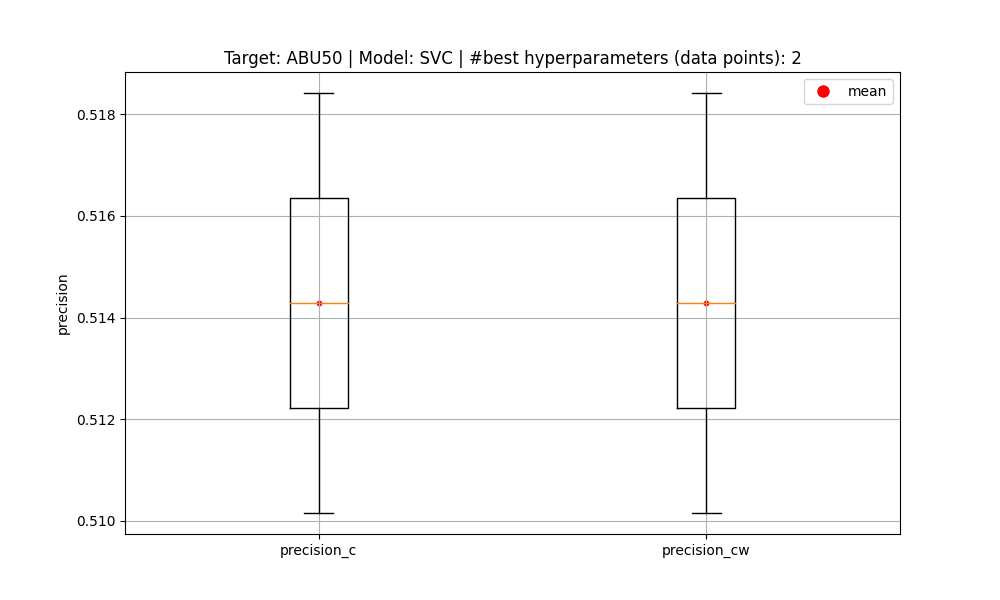 Target: ABU50 | Model: SVC | #best hyperparameters (data points): 2
mean
0.518
0.516
0.514
0.512
0.510
precision
precision_c
precision_cw